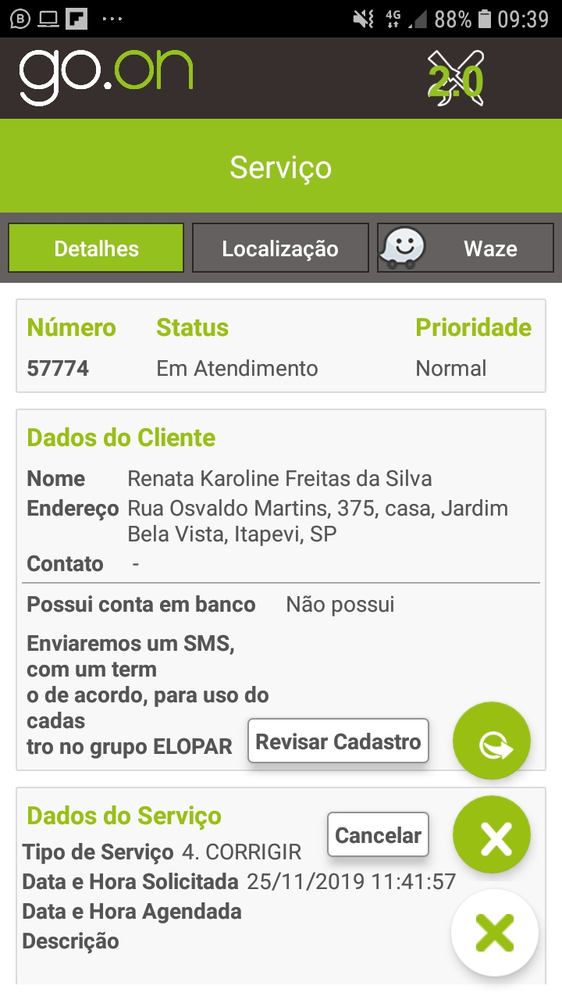 4G 88% 09:39
go.on 2.0
Serviço
Detalhes Localização Waze
Número Status Prioridade
57774 Em Atendimento Normal
Dados do Cliente
Nome Renata Karoline Freitas da Silva
Endereço Rua Osvaldo Martins, 375, casa, Jardim
Bela Vista, Itapevi, SP
Contato -
Possui conta em banco Não possui
Enviaremos um SMS,
com um term
o de acordo, para uso do
cadas
tro no grupo ELOPAR Revisar Cadastro
Dados do Serviço
Cancelar
Tipo de Serviço 4. CORRIGIR
Data e Hora Solicitada 25/11/2019 11:41:57
Data e Hora Agendada
Descrição